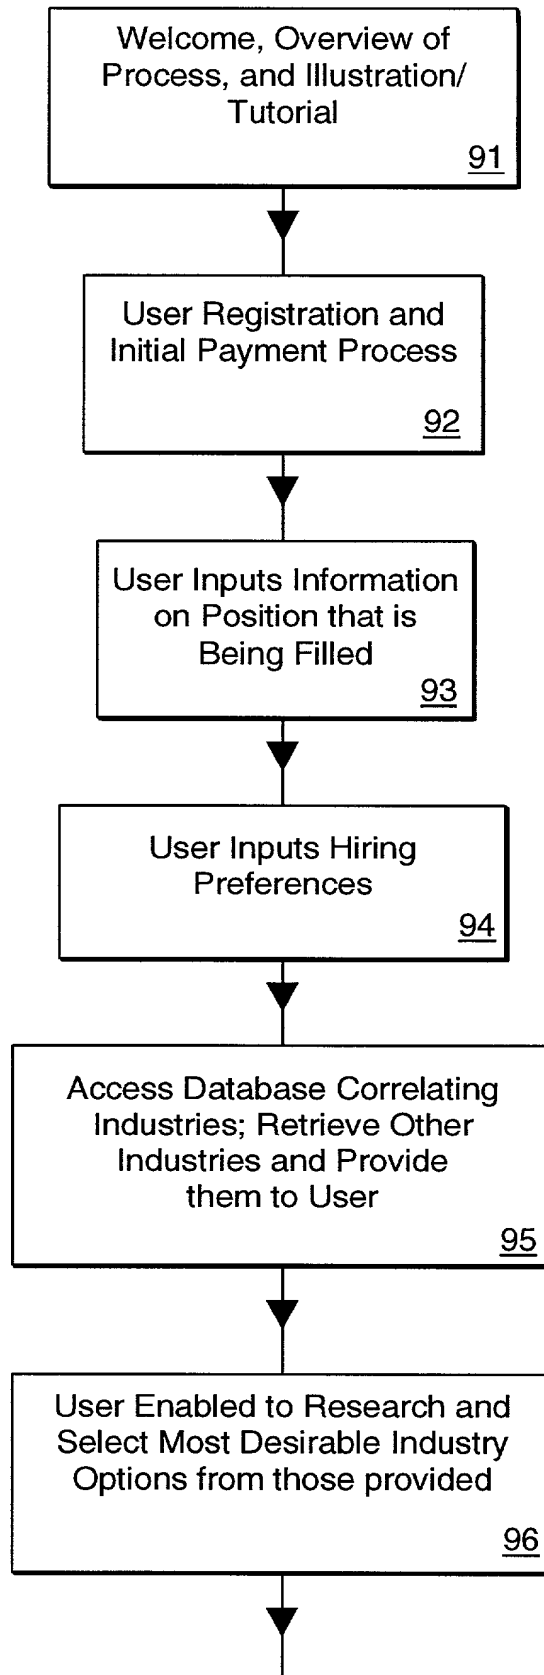 Welcome, Overview of
Process, and Illustration/
Tutorial
91
User Registration and
Initial Payment Process
92
User Inputs Information
on Position that is
Being Filled
93
User Inputs Hiring
Preferences
94
Access Database Correlating
Industries; Retrieve Other
Industries and Provide
them to User
95
User Enabled to Research and
Select Most Desirable Industry
Options from those provided
96